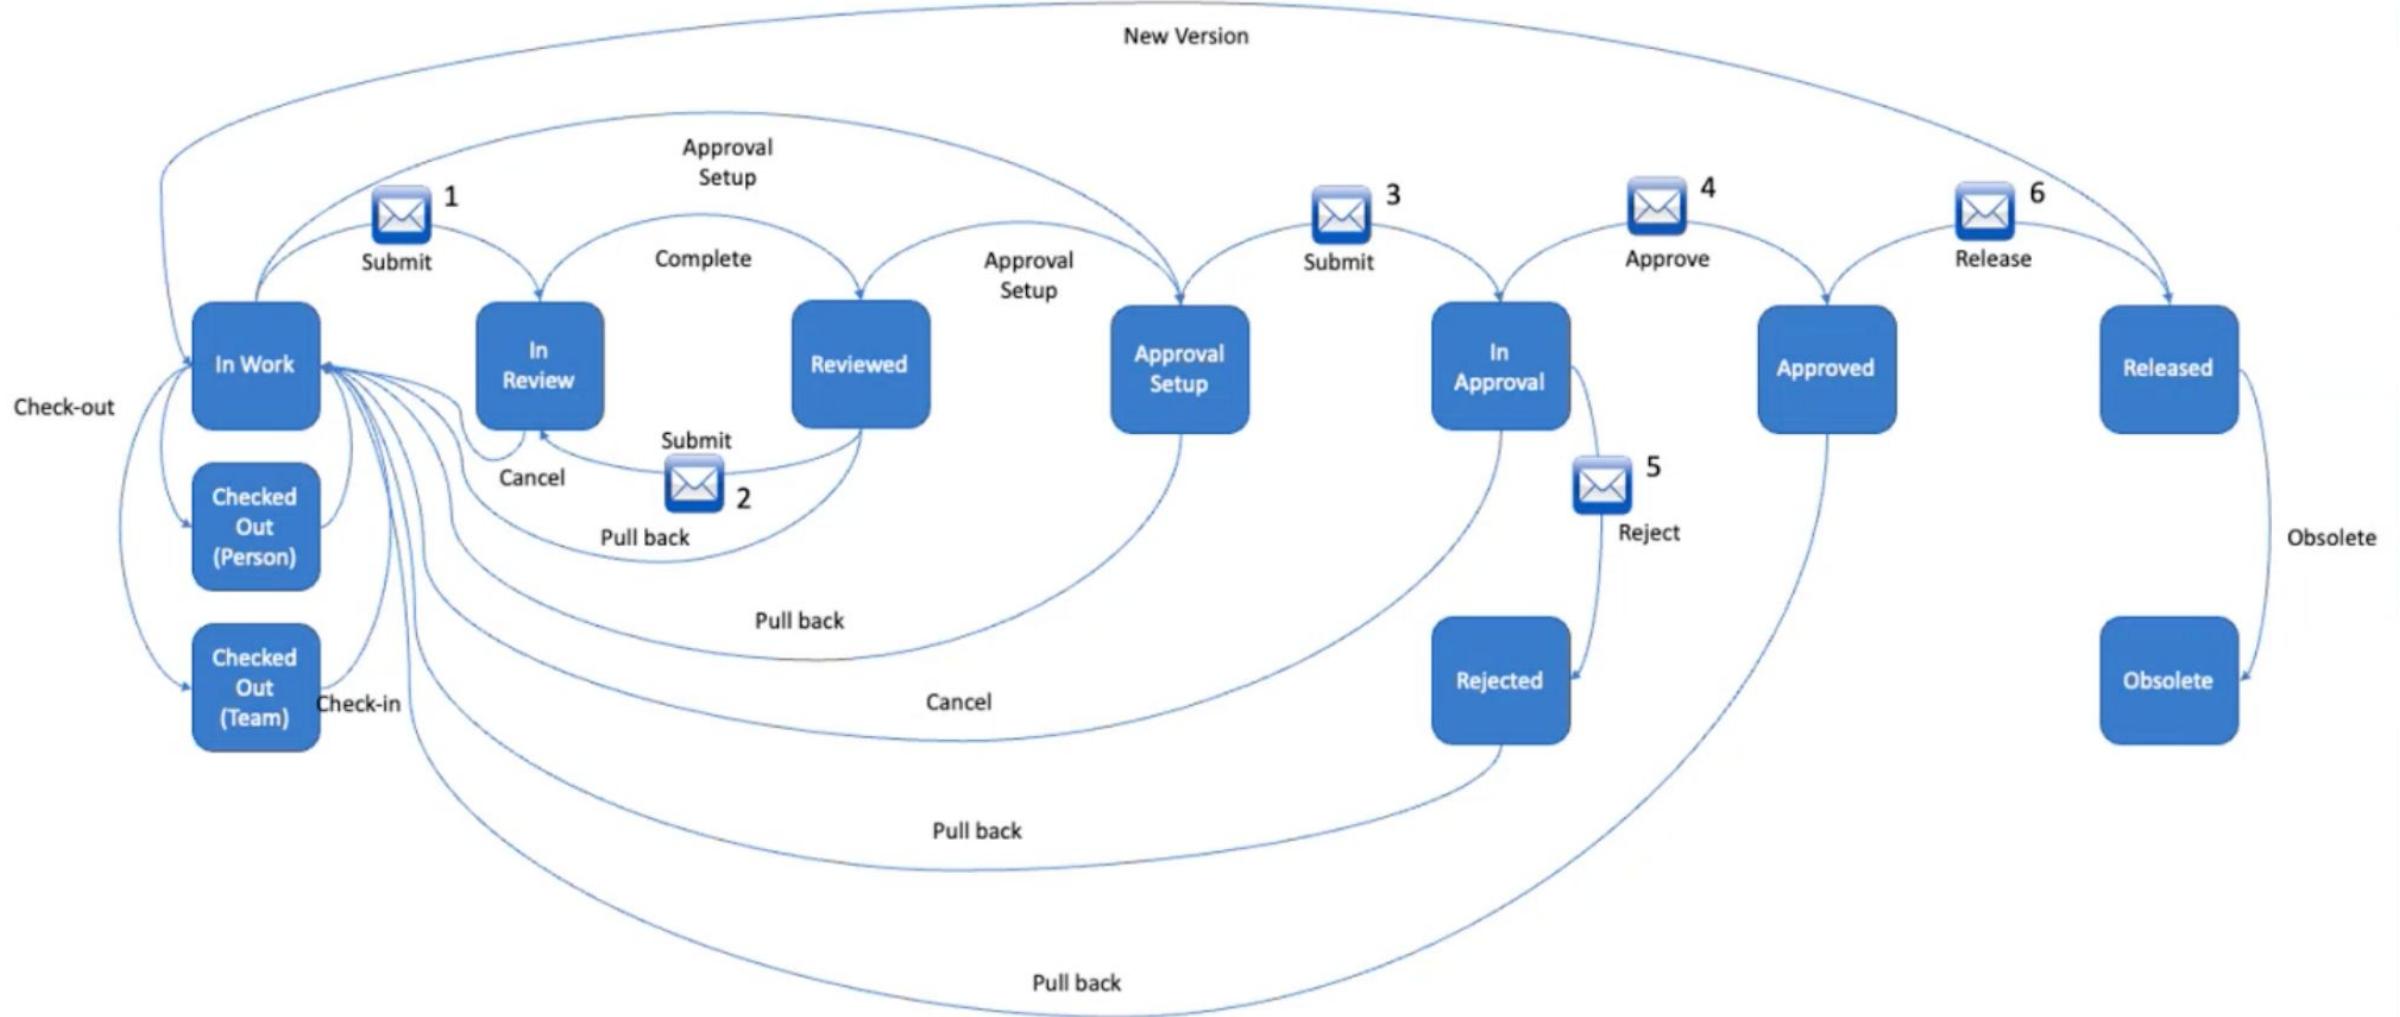 New Version
Approval
Setup
1
Submit
Complete
Approval
Setup
3
Submit
4
Approve
6
Release
In Work
In
Review
Reviewed
Approval
Setup
In
Approval
Approved
Released
Check-out
Submit
2
Cancel
Pull back
5
Reject
Obsolete
Checked
Out
(Person)
Checked
Out
(Team)
Check-in
Pull back
Cancel
Rejected
Obsolete
Pull back
Pull back